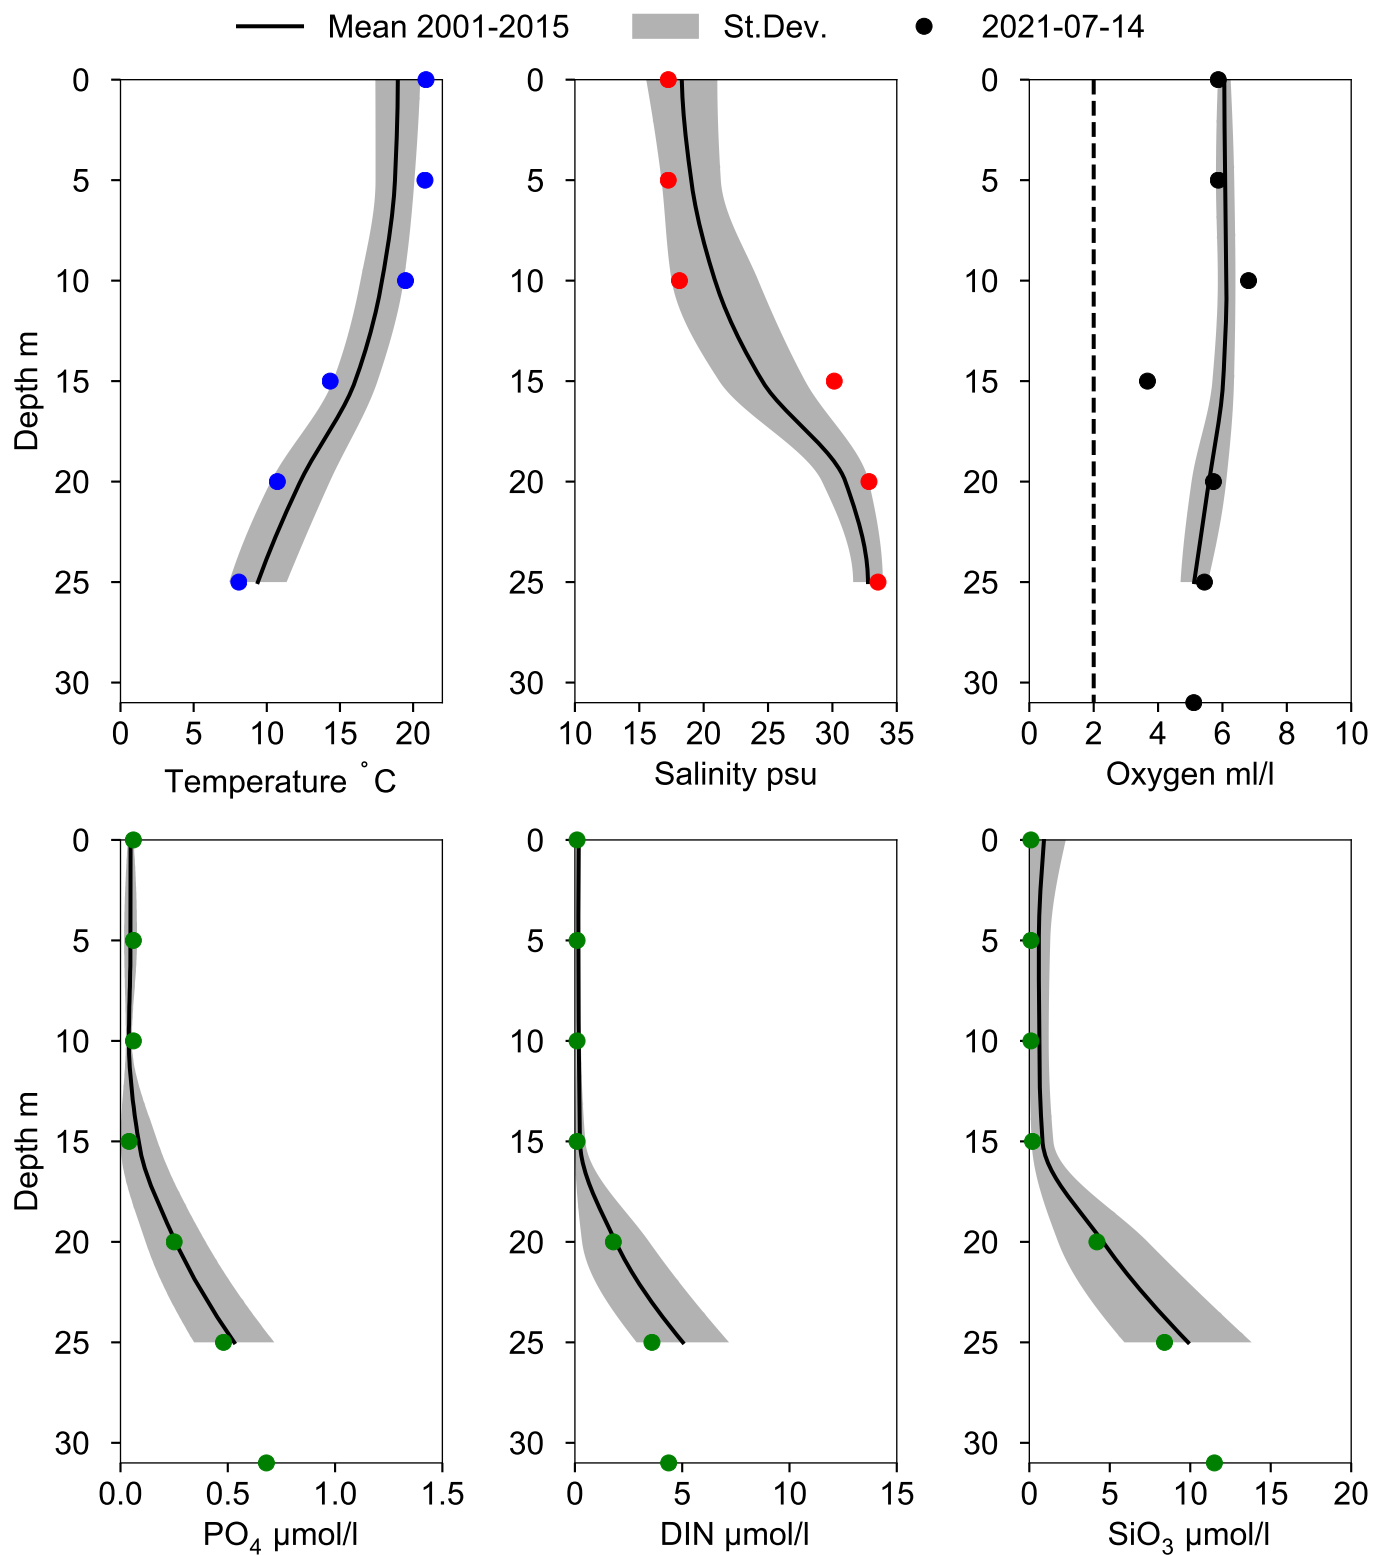 Mean 2001-2015 St.Dev. 2021-07-14
0 0 0
5 5 5
10 10 10
15 15 15
20 20 20
25 25 25
30 30 30
Depth m
0 5 10 15 20 10 15 20 25 30 35 0 2 4 6 8 10
Temperature °C Salinity psu Oxygen ml/l
0 0 0
5 5 5
10 10 10
15 15 15
20 20 20
25 25 25
30 30 30
Depth m
0.0 0.5 1.0 1.5 0 5 10 15 0 5 10 15 20
PO₄ µmol/l DIN µmol/l SiO₃ µmol/l